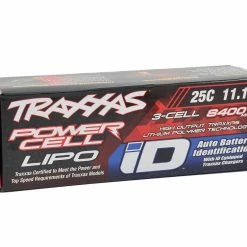 TRAXXAS
POWER
CELL
LIPO
Traxxas Certified to Meet the Power and
Top Speed Requirements of Traxxas Models
25C 11.1
3-CELL 8400
HIGH OUTPUT TRAXXAS
LITHIUM POLYMER TECHNOLOGY
iD
Auto Battery
Identification
With iD Equipped
Traxxas Chargers